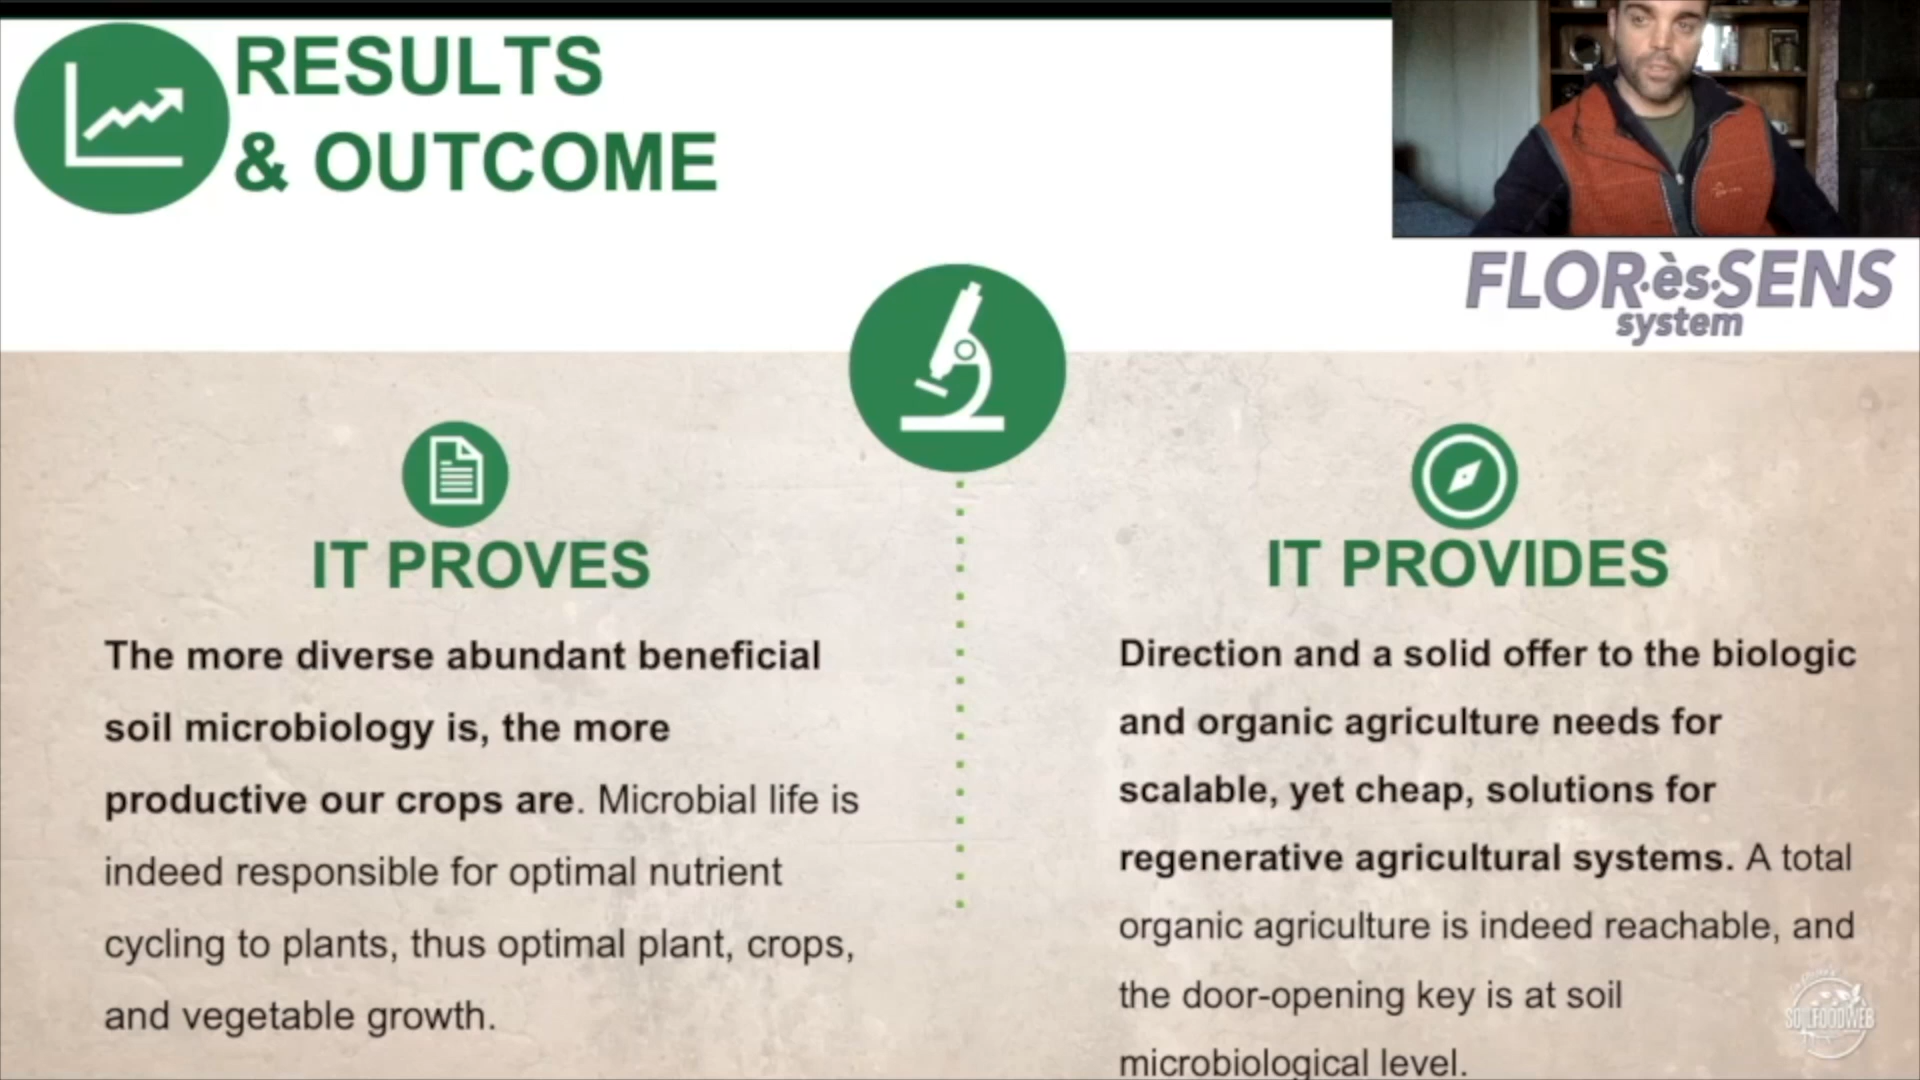 RESULTS
& OUTCOME
FLOR·ès·SENS
system
IT PROVES
The more diverse abundant beneficial
soil microbiology is, the more
productive our crops are. Microbial life is
indeed responsible for optimal nutrient
cycling to plants, thus optimal plant, crops,
and vegetable growth.
IT PROVIDES
Direction and a solid offer to the biologic
and organic agriculture needs for
scalable, yet cheap, solutions for
regenerative agricultural systems. A total
organic agriculture is indeed reachable, and
the door-opening key is at soil
microbiological level.
SOILFOODWEB